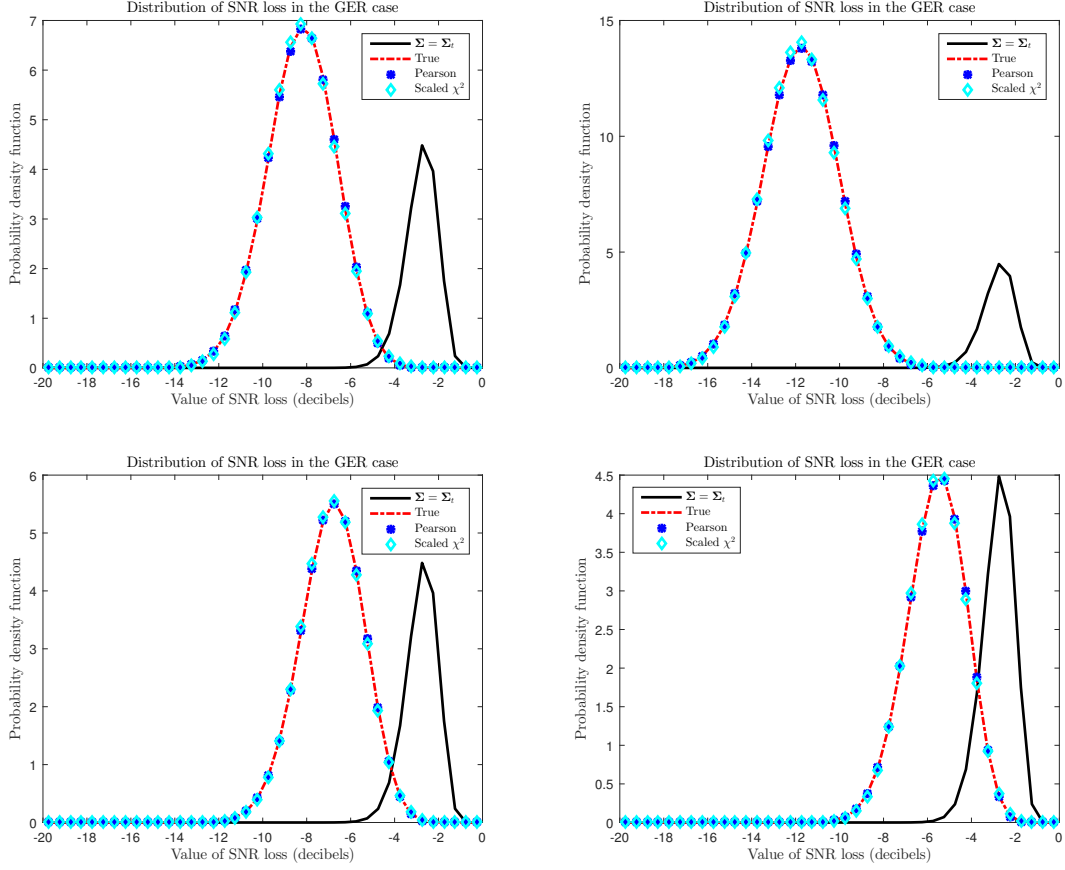 Distribution of SNR loss in the GER case
Probability density function
7
6
5
4
3
2
1
0
-20 -18 -16 -14 -12 -10 -8 -6 -4 -2 0
Value of SNR loss (decibels)
Σ = Σt
True
Pearson
Scaled χ²
Distribution of SNR loss in the GER case
Probability density function
15
10
5
0
-20 -18 -16 -14 -12 -10 -8 -6 -4 -2 0
Value of SNR loss (decibels)
Σ = Σt
True
Pearson
Scaled χ²
Distribution of SNR loss in the GER case
Probability density function
6
5
4
3
2
1
0
-20 -18 -16 -14 -12 -10 -8 -6 -4 -2 0
Value of SNR loss (decibels)
Σ = Σt
True
Pearson
Scaled χ²
Distribution of SNR loss in the GER case
Probability density function
4.5
4
3.5
3
2.5
2
1.5
1
0.5
0
-20 -18 -16 -14 -12 -10 -8 -6 -4 -2 0
Value of SNR loss (decibels)
Σ = Σt
True
Pearson
Scaled χ²